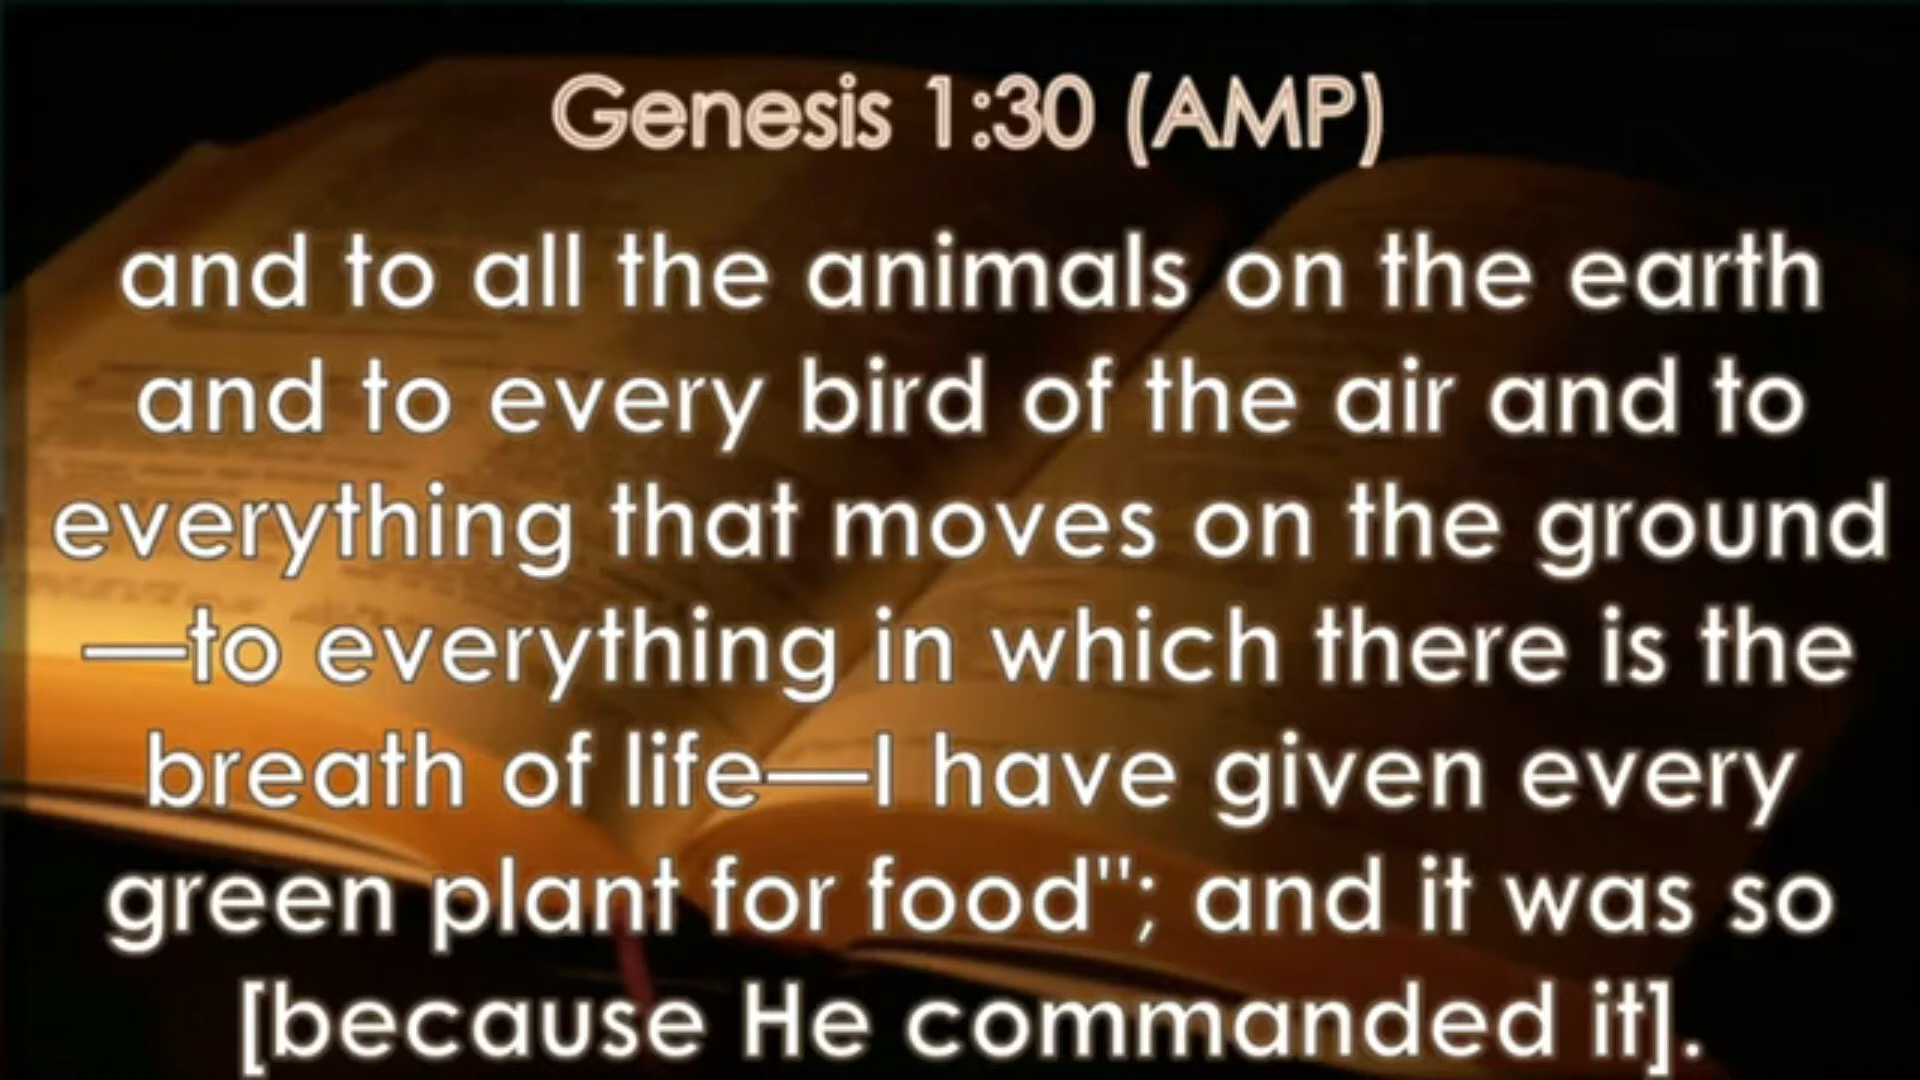 Genesis 1:30 (AMP)
and to all the animals on the earth
and to every bird of the air and to
everything that moves on the ground
—to everything in which there is the
breath of life—I have given every
green plant for food"; and it was so
[because He commanded it].